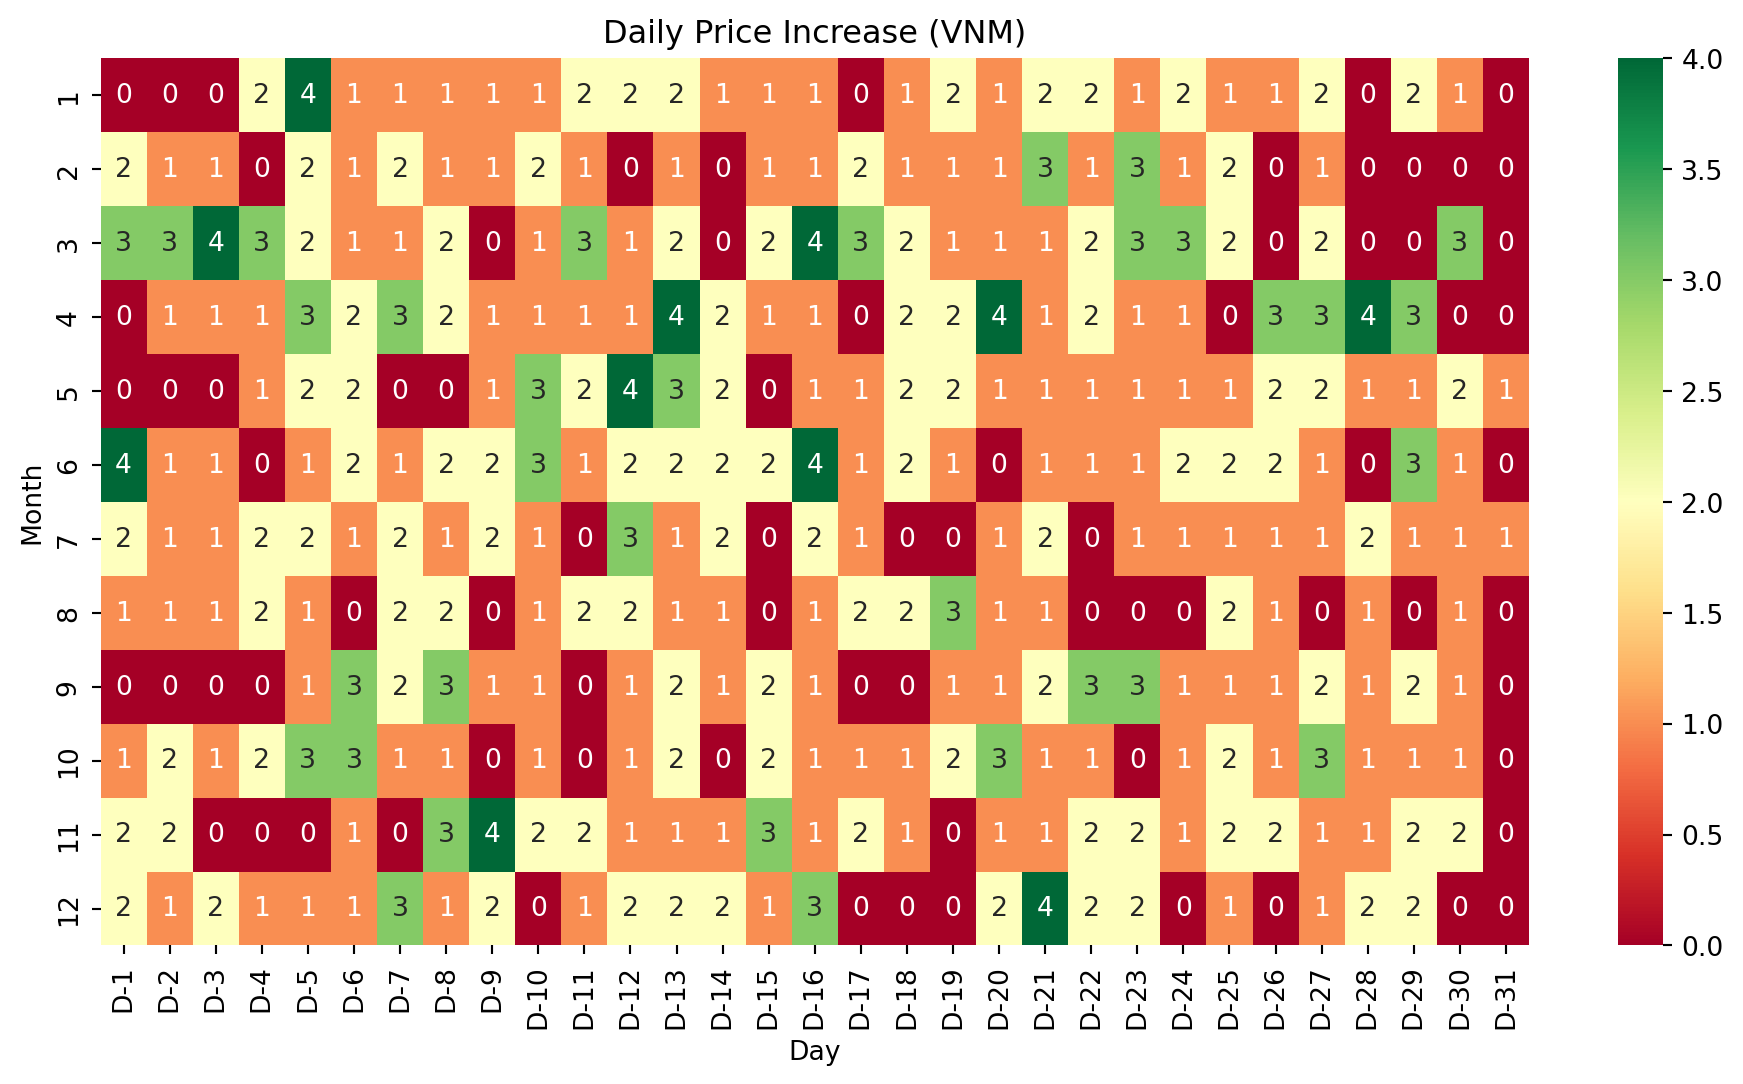 Daily Price Increase (VNM)
1 0 0 0 2 4 1 1 1 1 1 2 2 2 1 1 1 0 1 2 1 2 2 1 2 1 1 2 0 2 1 0
2 2 1 1 0 2 1 2 1 1 2 1 0 1 0 1 1 2 1 1 1 3 1 3 1 2 0 1 0 0 0 0
3 3 3 4 3 2 1 1 2 0 1 3 1 2 0 2 4 3 2 1 1 1 2 3 3 2 0 2 0 0 3 0
4 0 1 1 1 3 2 3 2 1 1 1 1 4 2 1 1 0 2 2 4 1 2 1 1 0 3 3 4 3 0 0
5 0 0 0 1 2 2 0 0 1 3 2 4 3 2 0 1 1 2 2 1 1 1 1 1 1 2 2 1 1 2 1
6 4 1 1 0 1 2 1 2 2 3 1 2 2 2 2 4 1 2 1 0 1 1 1 2 2 2 1 0 3 1 0
7 2 1 1 2 2 1 2 1 2 1 0 3 1 2 0 2 1 0 0 1 2 0 1 1 1 1 1 2 1 1 1
8 1 1 1 2 1 0 2 2 0 1 2 2 1 1 0 1 2 2 3 1 1 0 0 0 2 1 0 1 0 1 0
9 0 0 0 0 1 3 2 3 1 1 0 1 2 1 2 1 0 0 1 1 2 3 3 1 1 1 2 1 2 1 0
10 1 2 1 2 3 3 1 1 0 1 0 1 2 0 2 1 1 1 2 3 1 1 0 1 2 1 3 1 1 1 0
11 2 2 0 0 0 1 0 3 4 2 2 1 1 1 3 1 2 1 0 1 1 2 2 1 2 2 1 1 2 2 0
12 2 1 2 1 1 1 3 1 2 0 1 2 2 2 1 3 0 0 0 2 4 2 2 0 1 0 1 2 2 0 0
Month
D-1 D-2 D-3 D-4 D-5 D-6 D-7 D-8 D-9 D-10 D-11 D-12 D-13 D-14 D-15 D-16 D-17 D-18 D-19 D-20 D-21 D-22 D-23 D-24 D-25 D-26 D-27 D-28 D-29 D-30 D-31
Day
4.0
3.5
3.0
2.5
2.0
1.5
1.0
0.5
0.0